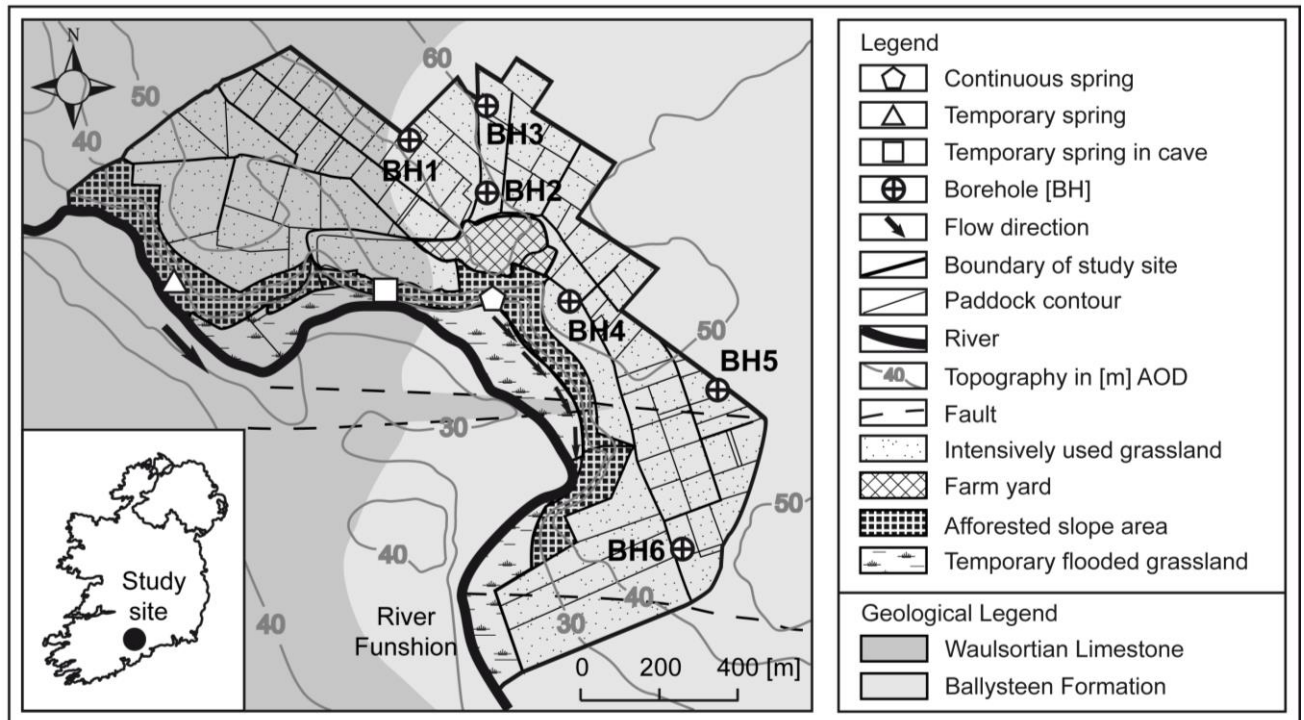 N
60
50
40
BH3
BH1
BH2
BH4
50
BH5
30
50
40
BH6
40
30
40
River
Funshion
0 200 400 [m]
Study
site
Legend
Continuous spring
Temporary spring
Temporary spring in cave
Borehole [BH]
Flow direction
Boundary of study site
Paddock contour
River
40 Topography in [m] AOD
Fault
Intensively used grassland
Farm yard
Afforested slope area
Temporary flooded grassland
Geological Legend
Waulsortian Limestone
Ballysteen Formation